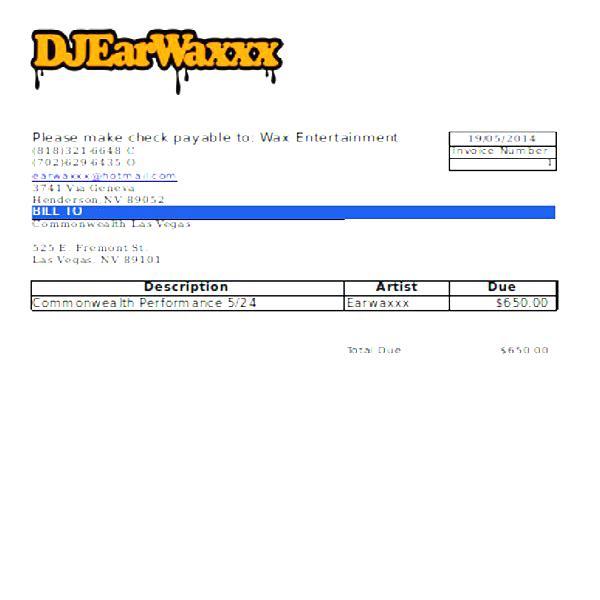 DJEarWaxxx
Please make check payable to: Wax Entertainment
19/05/2014
(818)321-6648 C
Invoice Number
(702)629-6435 O
1
earwaxxx@hotmail.com
3741 Via Geneva
Henderson, NV 89052
BILL TO
Commonwealth Las Vegas
525 E. Fremont St.
Las Vegas, NV 89101
Description Artist Due
Commonwealth Performance 5/24 Earwaxxx $650.00
Total Due $650.00